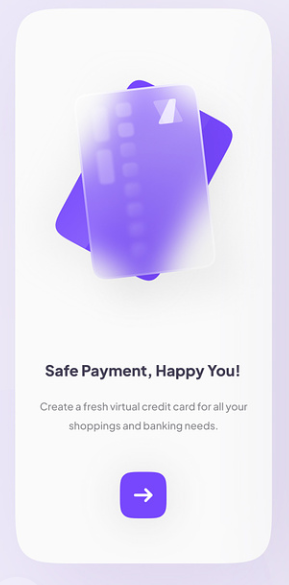 Safe Payment, Happy You!
Create a fresh virtual credit card for all your
shoppings and banking needs.